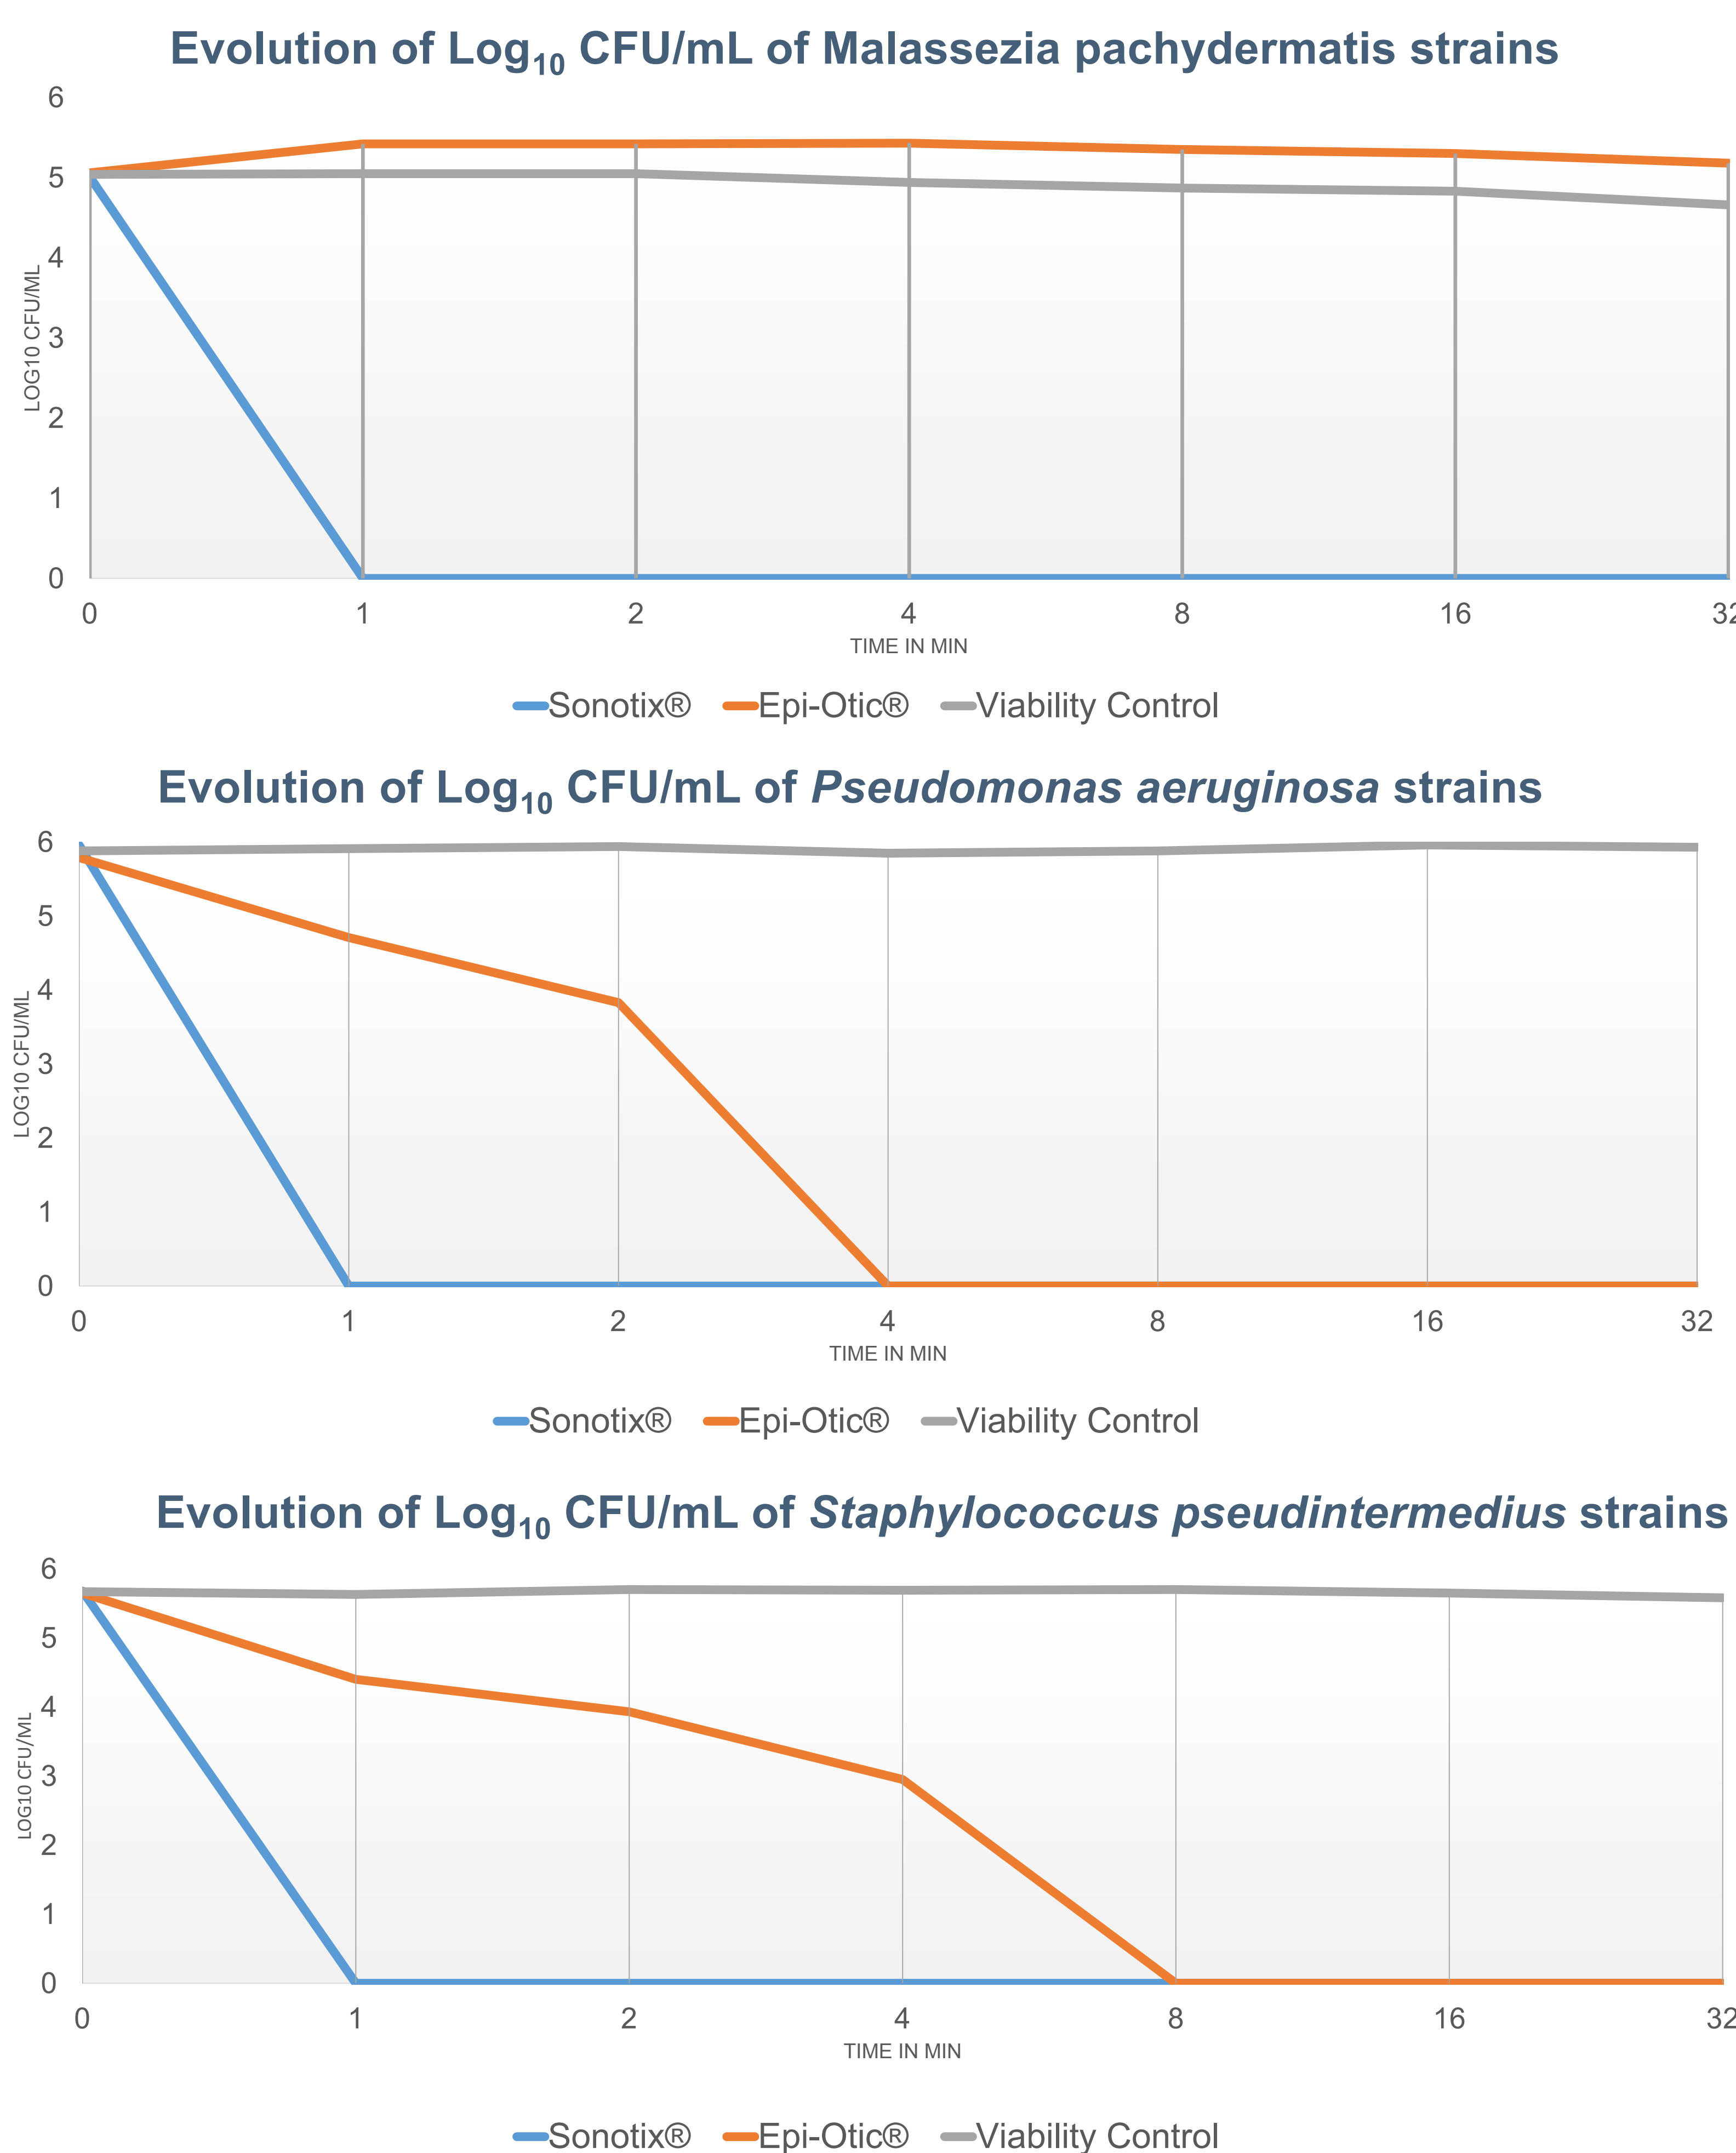 Evolution of Log10 CFU/mL of Malassezia pachydermatis strains
6
5
4
3
2
1
0
LOG10 CFU/ML
0 1 2 4 8 16 32
TIME IN MIN
Sonotix® Epi-Otic® Viability Control
Evolution of Log10 CFU/mL of Pseudomonas aeruginosa strains
6
5
4
3
2
1
0
LOG10 CFU/ML
0 1 2 4 8 16 32
TIME IN MIN
Sonotix® Epi-Otic® Viability Control
Evolution of Log10 CFU/mL of Staphylococcus pseudintermedius strains
6
5
4
3
2
1
0
LOG10 CFU/ML
0 1 2 4 8 16 32
TIME IN MIN
Sonotix® Epi-Otic® Viability Control